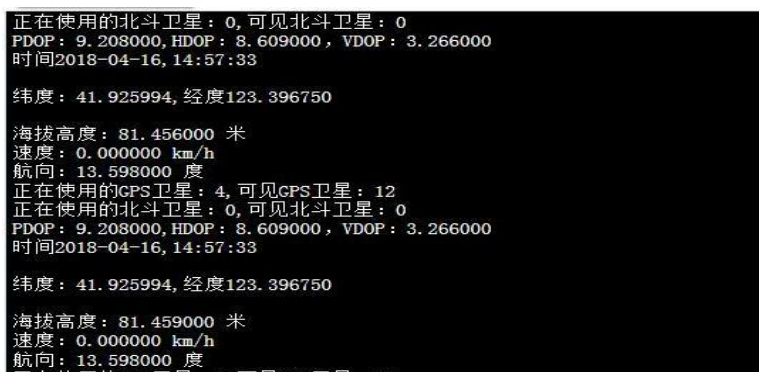 正在使用的北斗卫星：0,可见北斗卫星：0
PDOP：9.208000,HDOP：8.609000，VDOP：3.266000
时间2018-04-16,14:57:33
纬度：41.925994,经度123.396750
海拔高度：81.456000 米
速度：0.000000 km/h
航向：13.598000 度
正在使用的GPS卫星：4,可见GPS卫星：12
正在使用的北斗卫星：0,可见北斗卫星：0
PDOP：9.208000,HDOP：8.609000，VDOP：3.266000
时间2018-04-16,14:57:33
纬度：41.925994,经度123.396750
海拔高度：81.459000 米
速度：0.000000 km/h
航向：13.598000 度